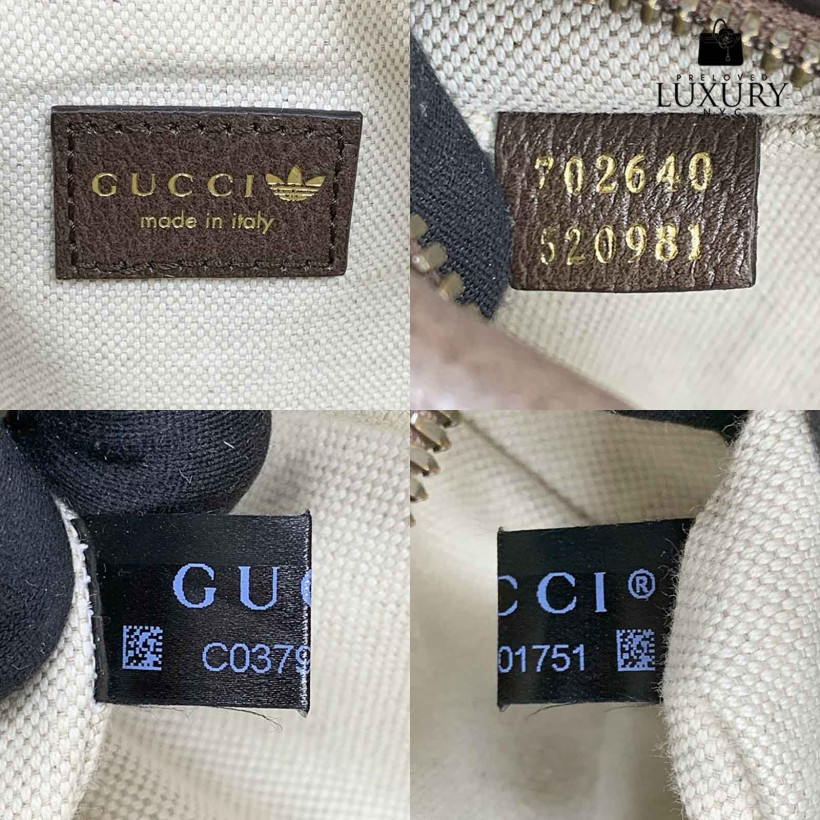 GUCCI
made in italy
PRELOVED
LUXURY
NYC
702640
520981
GUC
C0379
CCI®
01751